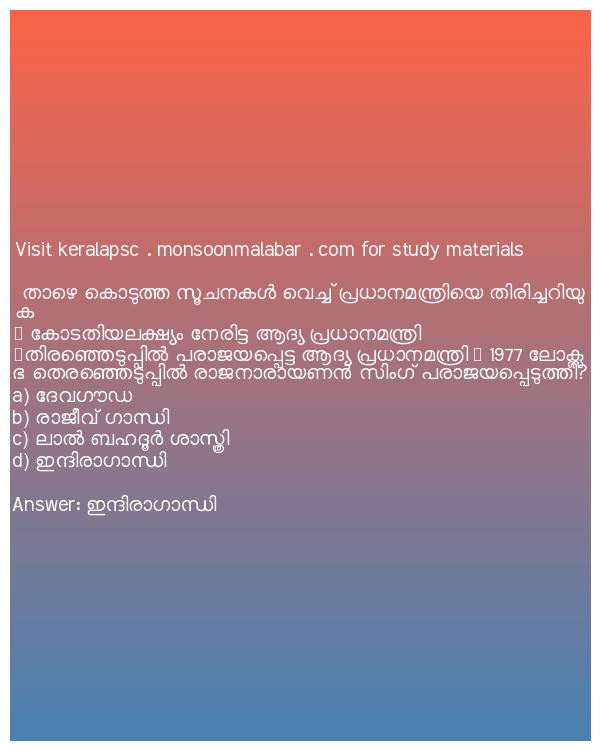 Visit keralapsc . monsoonmalabar . com for study materials
താഴെ കൊടുത്ത സൂചനകൾ വെച്ച് പ്രധാനമന്ത്രിയെ തിരിച്ചറിയു
ക
▯ കോടതിയലക്ഷ്യം നേരിട്ട ആദ്യ പ്രധാനമന്ത്രി
▯തിരഞ്ഞെടുപ്പിൽ പരാജയപ്പെട്ട ആദ്യ പ്രധാനമന്ത്രി ▯ 1977 ലോക്സ
ഭ തെരഞ്ഞെടുപ്പിൽ രാജനാരായണൻ സിംഗ് പരാജയപ്പെടുത്തി?
a) ദേവഗൗഡ
b) രാജീവ് ഗാന്ധി
c) ലാൽ ബഹദൂർ ശാസ്ത്രി
d) ഇന്ദിരാഗാന്ധി
Answer: ഇന്ദിരാഗാന്ധി